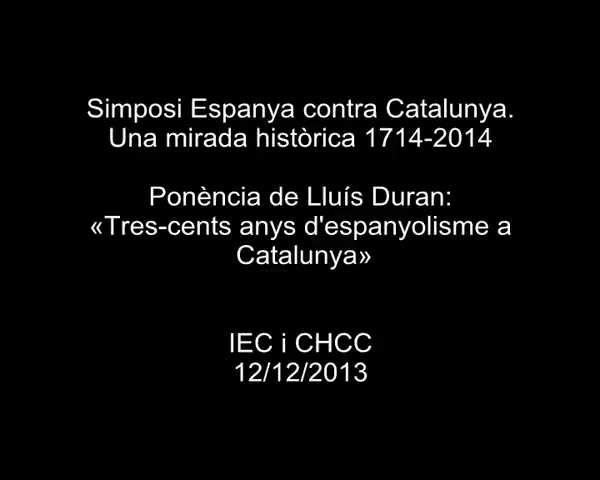 Simposi Espanya contra Catalunya.
Una mirada històrica 1714-2014
Ponència de Lluís Duran:
«Tres-cents anys d'espanyolisme a
Catalunya»
IEC i CHCC
12/12/2013